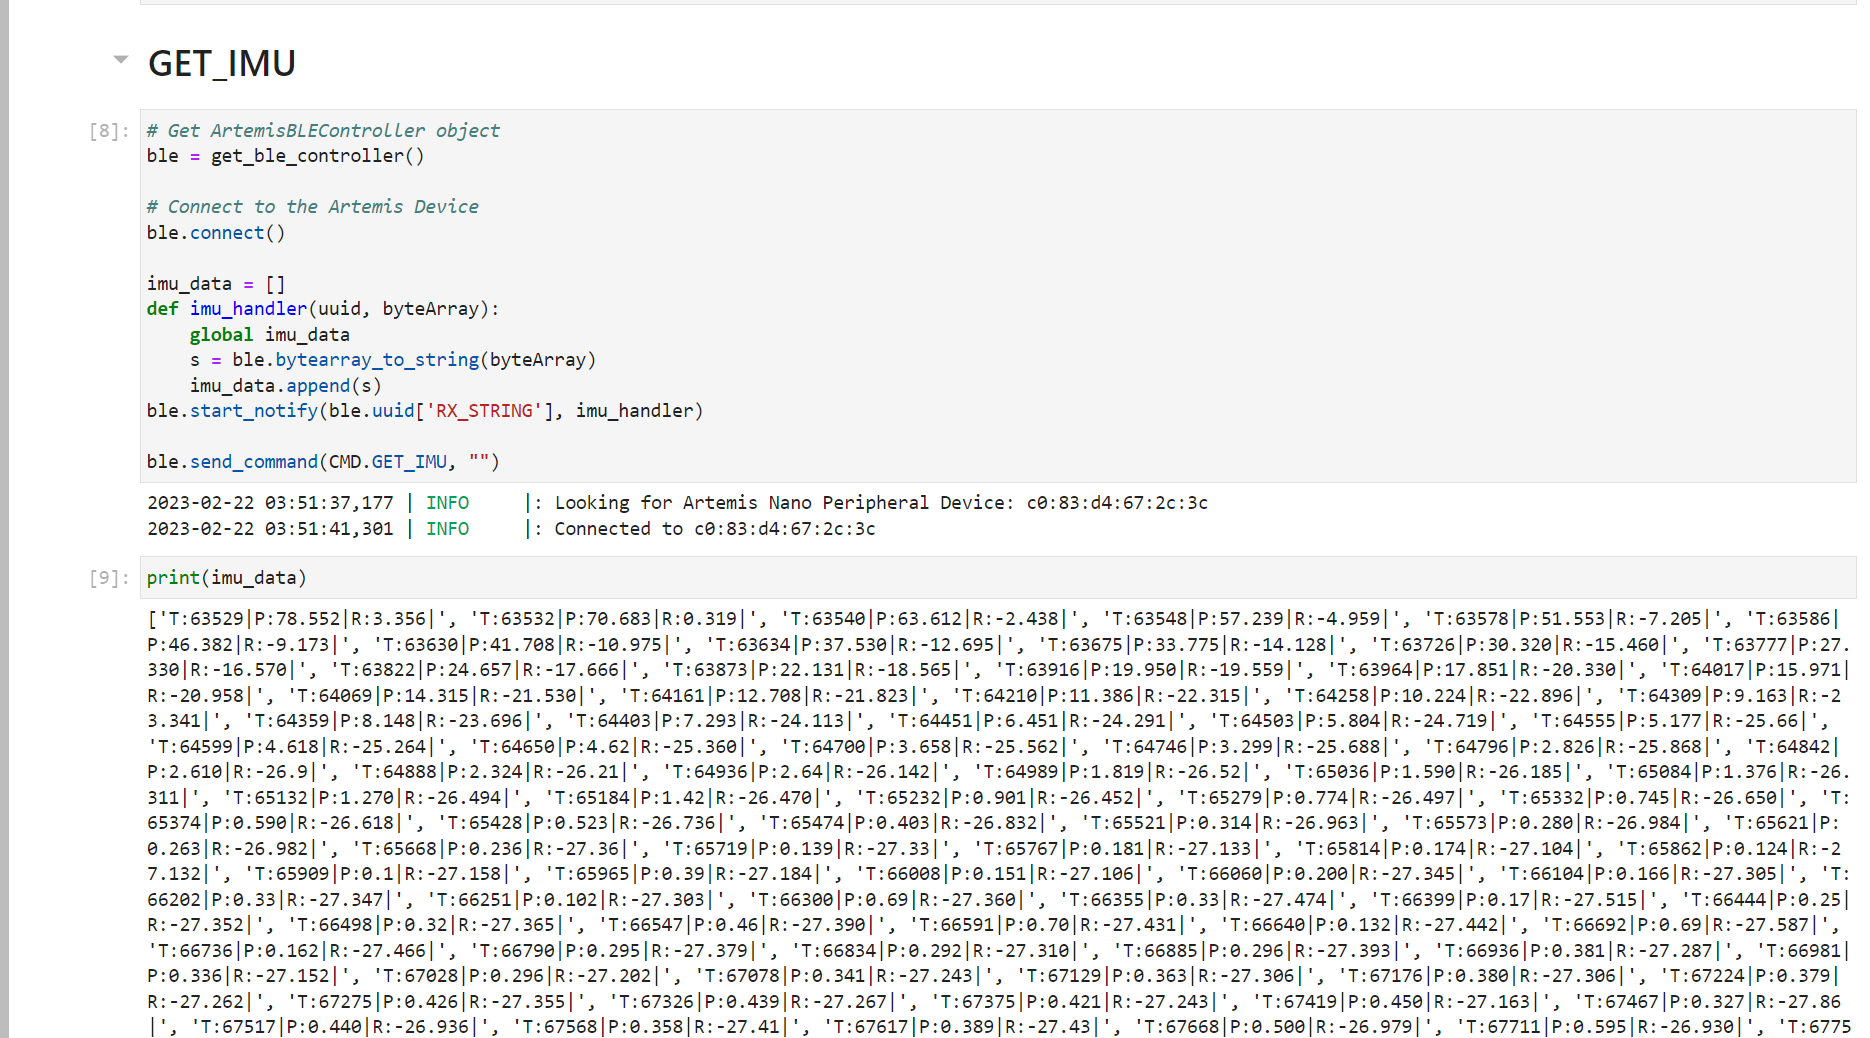 GET_IMU
[8]:
# Get ArtemisBLEController object
ble = get_ble_controller()
# Connect to the Artemis Device
ble.connect()
imu_data = []
def imu_handler(uuid, byteArray):
    global imu_data
    s = ble.bytearray_to_string(byteArray)
    imu_data.append(s)
ble.start_notify(ble.uuid['RX_STRING'], imu_handler)
ble.send_command(CMD.GET_IMU, "")
2023-02-22 03:51:37,177 | INFO     |: Looking for Artemis Nano Peripheral Device: c0:83:d4:67:2c:3c
2023-02-22 03:51:41,301 | INFO     |: Connected to c0:83:d4:67:2c:3c
[9]:
print(imu_data)
['T:63529|P:78.552|R:3.356|', 'T:63532|P:70.683|R:0.319|', 'T:63540|P:63.612|R:-2.438|', 'T:63548|P:57.239|R:-4.959|', 'T:63578|P:51.553|R:-7.205|', 'T:63586|
P:46.382|R:-9.173|', 'T:63630|P:41.708|R:-10.975|', 'T:63634|P:37.530|R:-12.695|', 'T:63675|P:33.775|R:-14.128|', 'T:63726|P:30.320|R:-15.460|', 'T:63777|P:27.
330|R:-16.570|', 'T:63822|P:24.657|R:-17.666|', 'T:63873|P:22.131|R:-18.565|', 'T:63916|P:19.950|R:-19.559|', 'T:63964|P:17.851|R:-20.330|', 'T:64017|P:15.971|
R:-20.958|', 'T:64069|P:14.315|R:-21.530|', 'T:64161|P:12.708|R:-21.823|', 'T:64210|P:11.386|R:-22.315|', 'T:64258|P:10.224|R:-22.896|', 'T:64309|P:9.163|R:-2
3.341|', 'T:64359|P:8.148|R:-23.696|', 'T:64403|P:7.293|R:-24.113|', 'T:64451|P:6.451|R:-24.291|', 'T:64503|P:5.804|R:-24.719|', 'T:64555|P:5.177|R:-25.66|',
'T:64599|P:4.618|R:-25.264|', 'T:64650|P:4.62|R:-25.360|', 'T:64700|P:3.658|R:-25.562|', 'T:64746|P:3.299|R:-25.688|', 'T:64796|P:2.826|R:-25.868|', 'T:64842|
P:2.610|R:-26.9|', 'T:64888|P:2.324|R:-26.21|', 'T:64936|P:2.64|R:-26.142|', 'T:64989|P:1.819|R:-26.52|', 'T:65036|P:1.590|R:-26.185|', 'T:65084|P:1.376|R:-26.
311|', 'T:65132|P:1.270|R:-26.494|', 'T:65184|P:1.42|R:-26.470|', 'T:65232|P:0.901|R:-26.452|', 'T:65279|P:0.774|R:-26.497|', 'T:65332|P:0.745|R:-26.650|', 'T:
65374|P:0.590|R:-26.618|', 'T:65428|P:0.523|R:-26.736|', 'T:65474|P:0.403|R:-26.832|', 'T:65521|P:0.314|R:-26.963|', 'T:65573|P:0.280|R:-26.984|', 'T:65621|P:
0.263|R:-26.982|', 'T:65668|P:0.236|R:-27.36|', 'T:65719|P:0.139|R:-27.33|', 'T:65767|P:0.181|R:-27.133|', 'T:65814|P:0.174|R:-27.104|', 'T:65862|P:0.124|R:-2
7.132|', 'T:65909|P:0.1|R:-27.158|', 'T:65965|P:0.39|R:-27.184|', 'T:66008|P:0.151|R:-27.106|', 'T:66060|P:0.200|R:-27.345|', 'T:66104|P:0.166|R:-27.305|', 'T:
66202|P:0.33|R:-27.347|', 'T:66251|P:0.102|R:-27.303|', 'T:66300|P:0.69|R:-27.360|', 'T:66355|P:0.33|R:-27.474|', 'T:66399|P:0.17|R:-27.515|', 'T:66444|P:0.25|
R:-27.352|', 'T:66498|P:0.32|R:-27.365|', 'T:66547|P:0.46|R:-27.390|', 'T:66591|P:0.70|R:-27.431|', 'T:66640|P:0.132|R:-27.442|', 'T:66692|P:0.69|R:-27.587|',
'T:66736|P:0.162|R:-27.466|', 'T:66790|P:0.295|R:-27.379|', 'T:66834|P:0.292|R:-27.310|', 'T:66885|P:0.296|R:-27.393|', 'T:66936|P:0.381|R:-27.287|', 'T:66981|
P:0.336|R:-27.152|', 'T:67028|P:0.296|R:-27.202|', 'T:67078|P:0.341|R:-27.243|', 'T:67129|P:0.363|R:-27.306|', 'T:67176|P:0.380|R:-27.306|', 'T:67224|P:0.379|
R:-27.262|', 'T:67275|P:0.426|R:-27.355|', 'T:67326|P:0.439|R:-27.267|', 'T:67375|P:0.421|R:-27.243|', 'T:67419|P:0.450|R:-27.163|', 'T:67467|P:0.327|R:-27.86
|', 'T:67517|P:0.440|R:-26.936|', 'T:67568|P:0.358|R:-27.41|', 'T:67617|P:0.389|R:-27.43|', 'T:67668|P:0.500|R:-26.979|', 'T:67711|P:0.595|R:-26.930|', 'T:6775